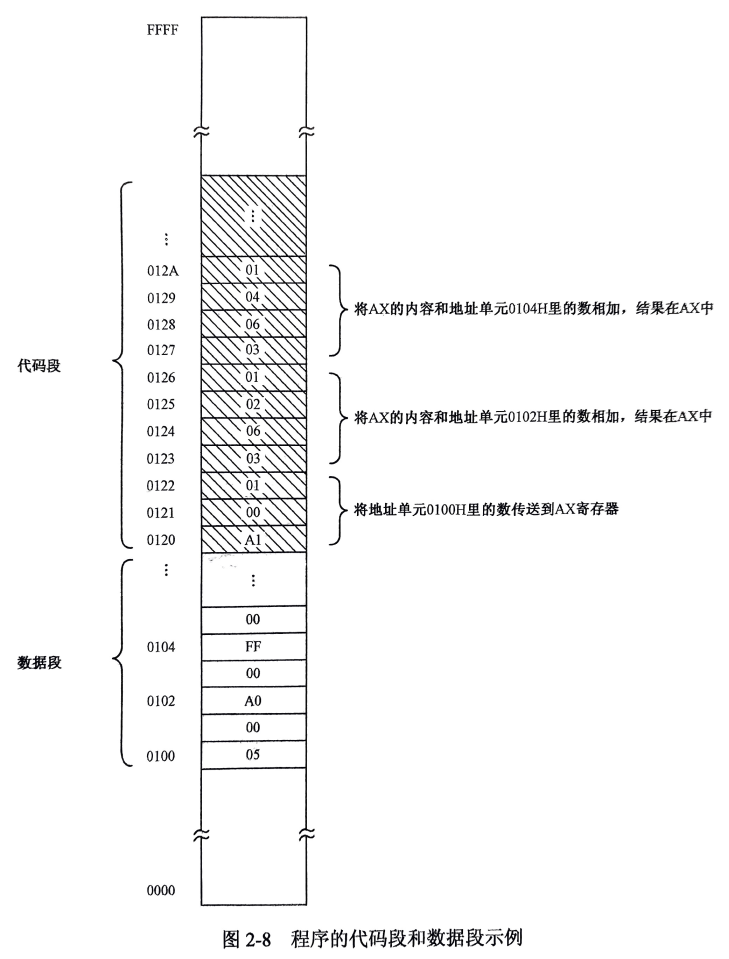 FFFF
⋮
⋮
012A 01
0129 04
0128 06
将AX的内容和地址单元0104H里的数相加，结果在AX中
0127 03
代码段
0126 01
0125 02
将AX的内容和地址单元0102H里的数相加，结果在AX中
0124 06
0123 03
0122 01
0121 00
将地址单元0100H里的数传送到AX寄存器
0120 A1
⋮
⋮
00
0104 FF
数据段
00
0102 A0
00
0100 05
0000
图 2-8 程序的代码段和数据段示例